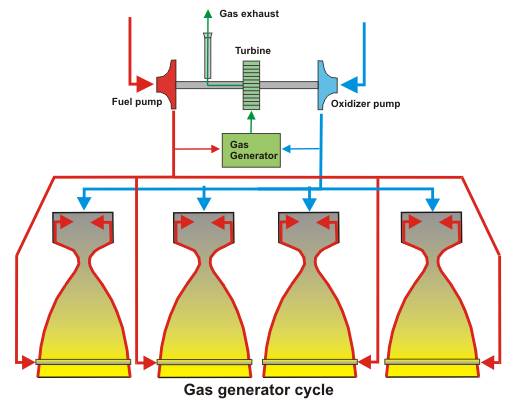 Gas exhaust
Turbine
Fuel pump
Oxidizer pump
Gas
Generator
Gas generator cycle